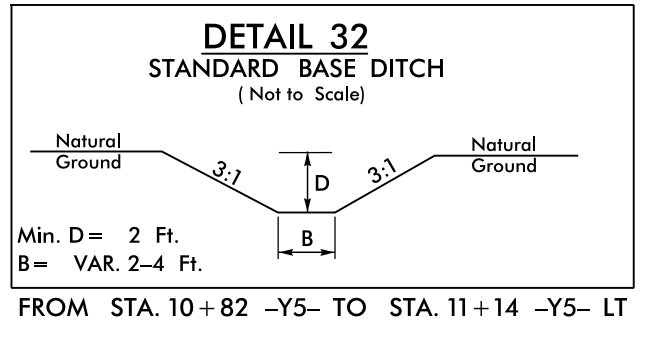 DETAIL 32
STANDARD BASE DITCH
( Not to Scale)
Natural
Ground
3:1
D
3:1
Natural
Ground
B
Min. D = 2 Ft.
B = VAR. 2–4 Ft.
FROM STA. 10+82 –Y5– TO STA. 11+14 –Y5– LT